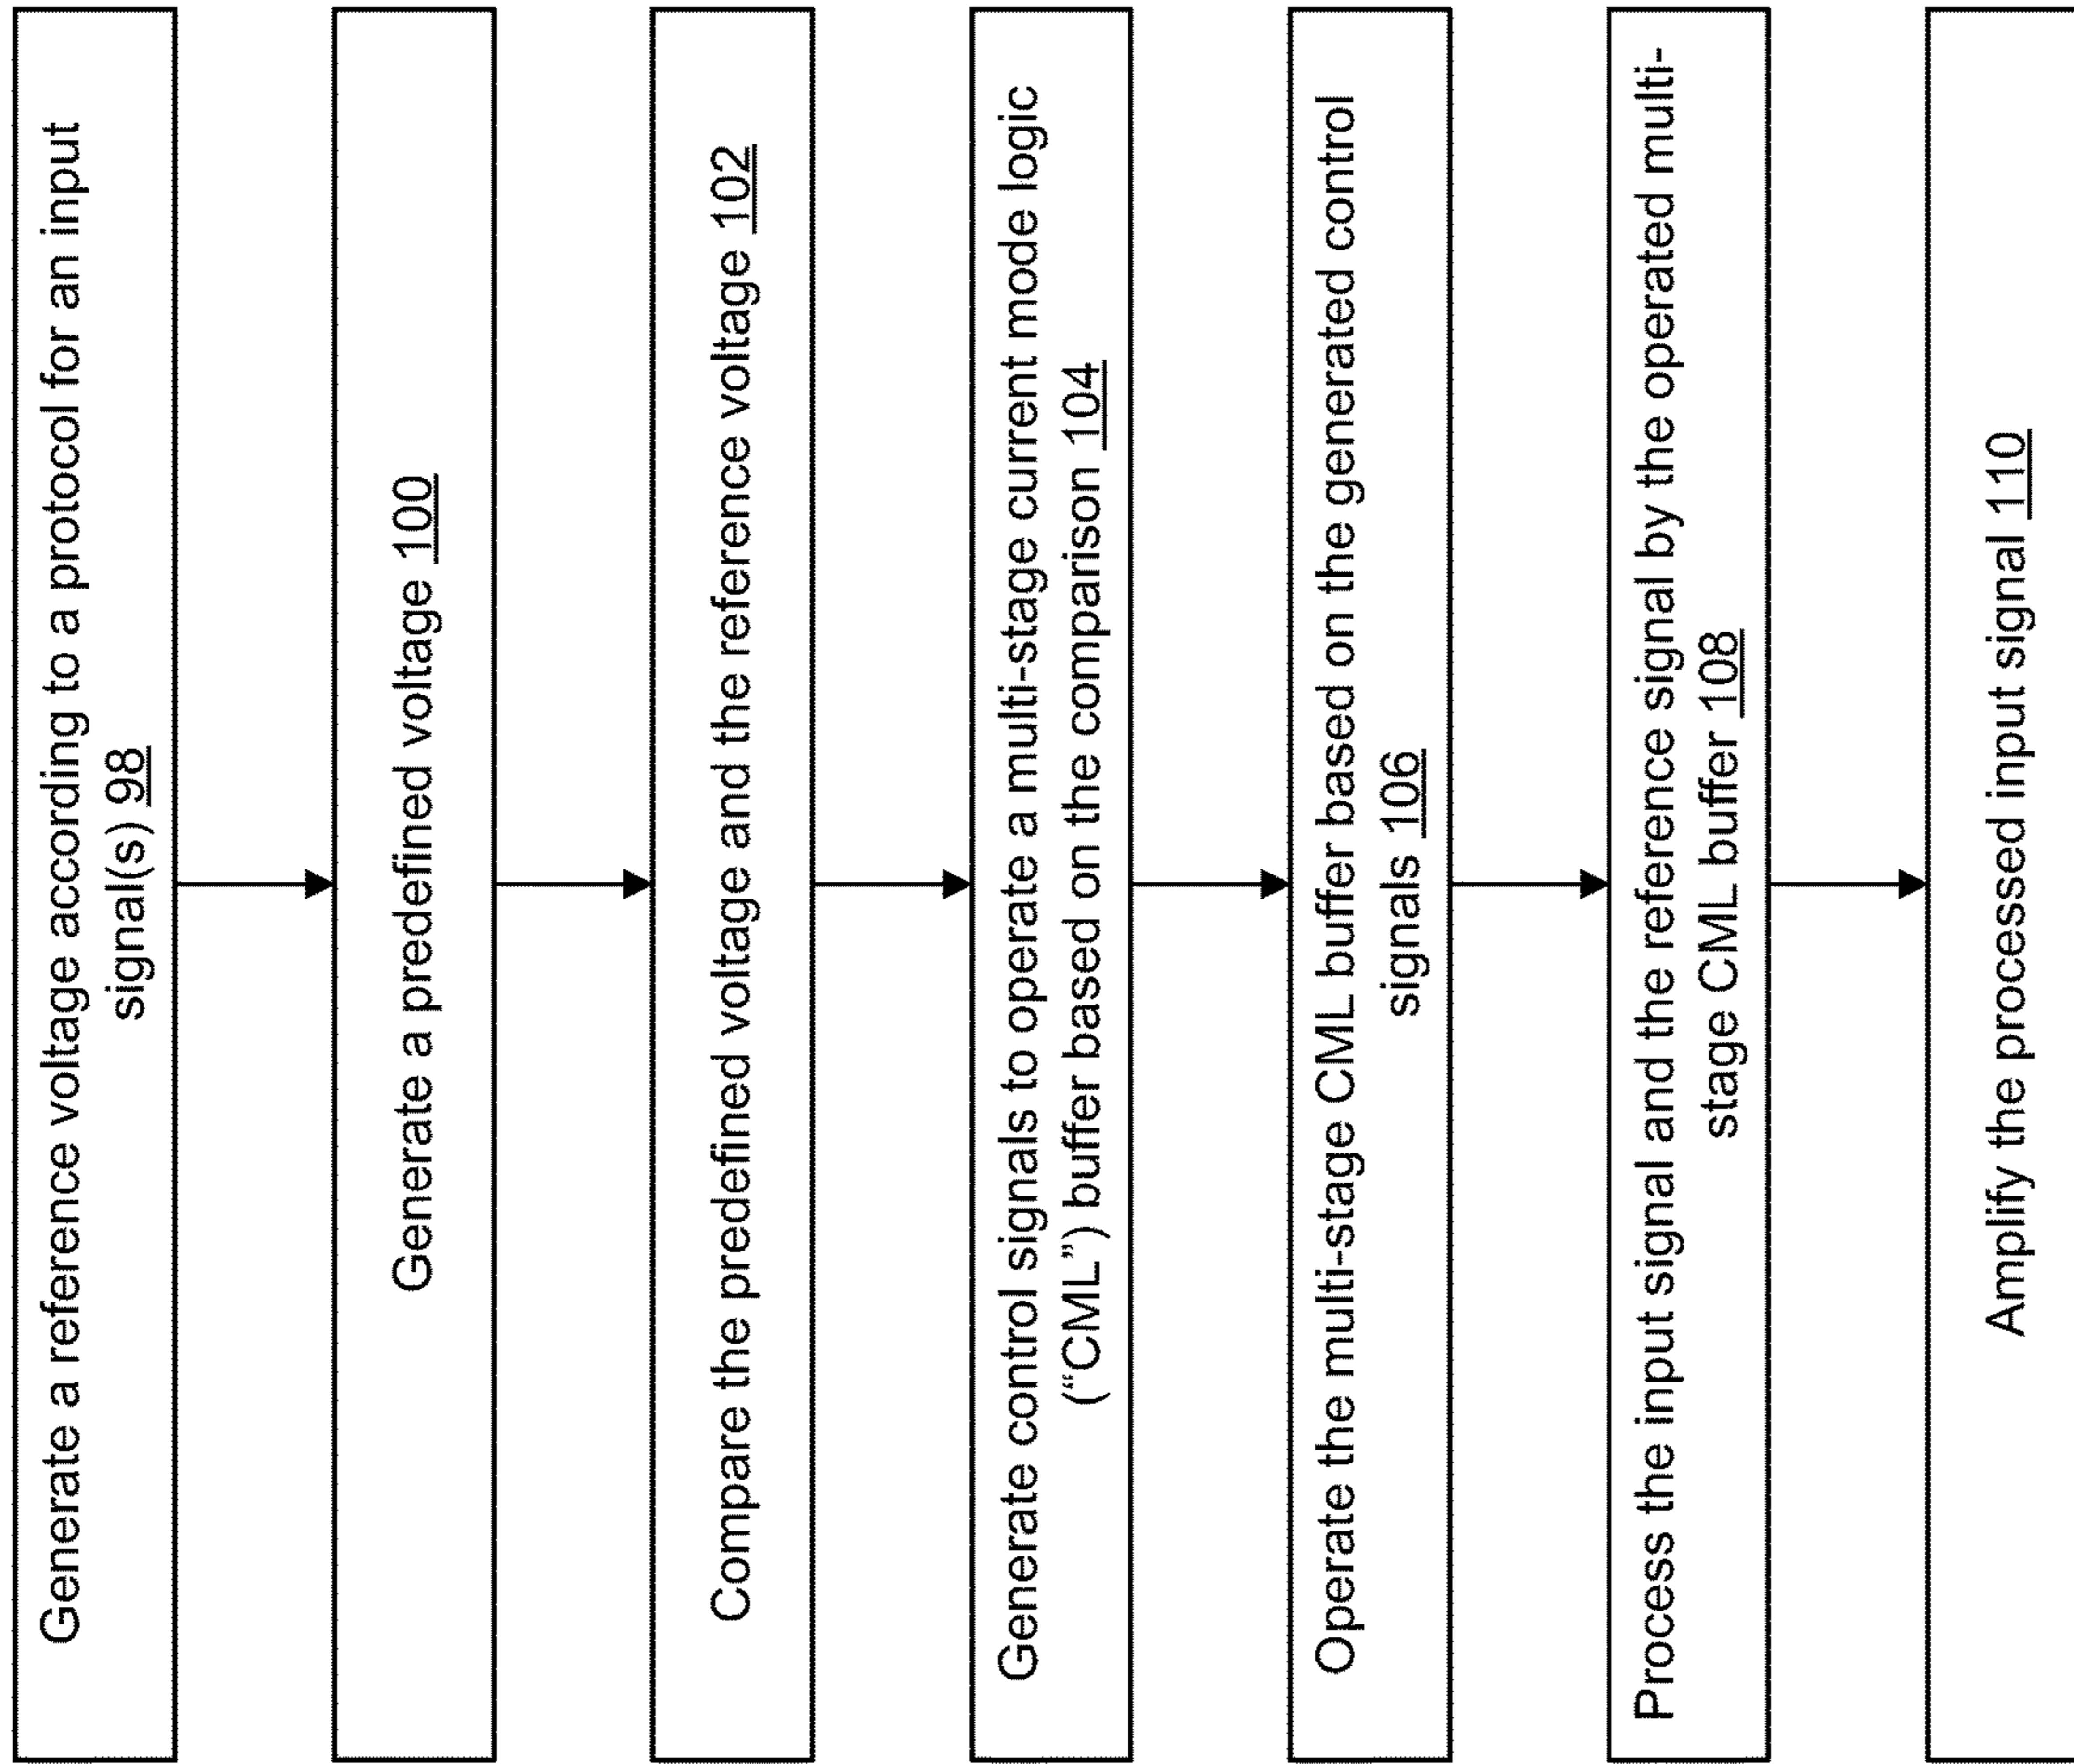 Generate a reference voltage according to a protocol for an input
signal(s) 98
Generate a predefined voltage 100
Compare the predefined voltage and the reference voltage 102
Generate control signals to operate a multi-stage current mode logic
(“CML”) buffer based on the comparison 104
Operate the multi-stage CML buffer based on the generated control
signals 106
Process the input signal and the reference signal by the operated multi-
stage CML buffer 108
Amplify the processed input signal 110